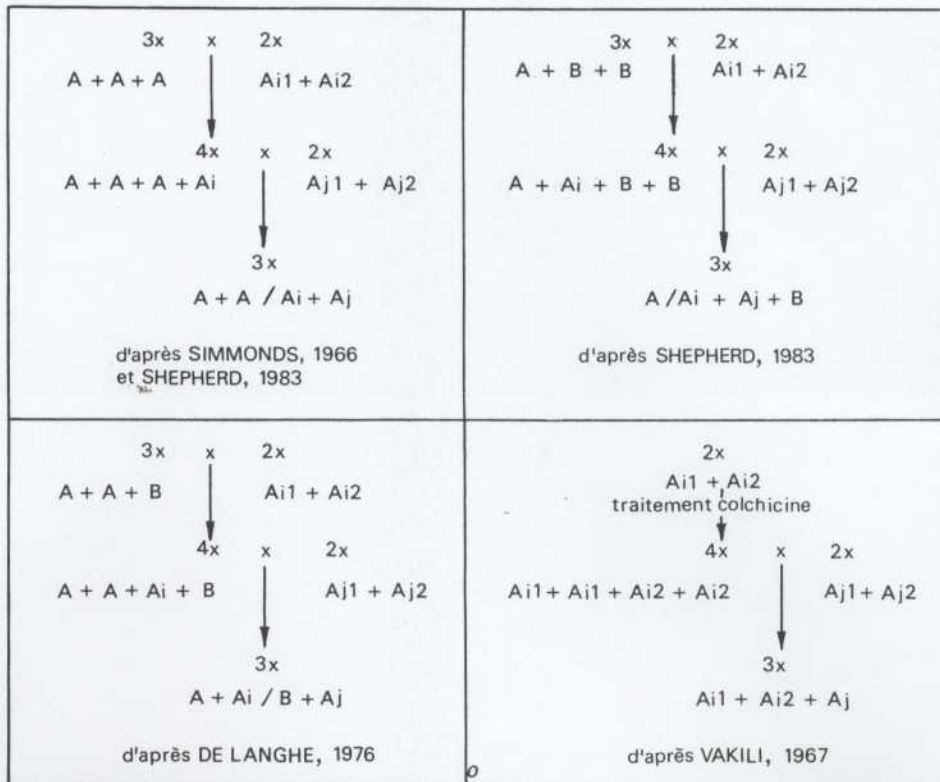 3x x 2x
A + A + A Ai1 + Ai2
4x x 2x
A + A + A + Ai Aj1 + Aj2
3x
A + A / Ai + Aj
d'après SIMMONDS, 1966
et SHEPHERD, 1983
3x x 2x
A + B + B Ai1 + Ai2
4x x 2x
A + Ai + B + B Aj1 + Aj2
3x
A /Ai + Aj + B
d'après SHEPHERD, 1983
3x x 2x
A + A + B Ai1 + Ai2
4x x 2x
A + A + Ai + B Aj1 + Aj2
3x
A + Ai / B + Aj
d'après DE LANGHE, 1976
2x
Ai1 + Ai2
traitement colchicine
4x x 2x
Ai1 + Ai1 + Ai2 + Ai2 Aj1 + Aj2
3x
Ai1 + Ai2 + Aj
d'après VAKILI, 1967